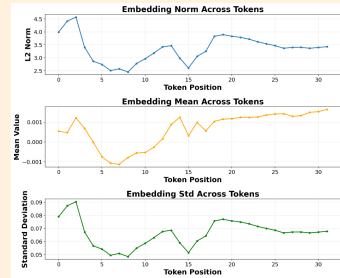 Embedding Norm Across Tokens
L2 Norm
4.5
4.0
3.5
3.0
2.5
0 5 10 15 20 25 30
Token Position
Embedding Mean Across Tokens
Mean Value
0.001
0.000
−0.001
0 5 10 15 20 25 30
Token Position
Embedding Std Across Tokens
Standard Deviation
0.09
0.08
0.07
0.06
0.05
0 5 10 15 20 25 30
Token Position